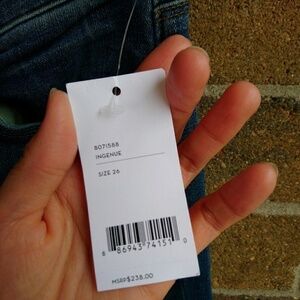 8071588
INGENUE
SIZE 26
8 86943 74151 0
MSRP$238.00